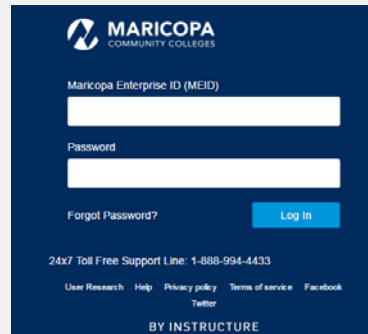 MARICOPA
COMMUNITY COLLEGES
Maricopa Enterprise ID (MEID)
Password
Forgot Password?
Log In
24x7 Toll Free Support Line: 1-888-994-4433
User Research Help Privacy policy Terms of service Facebook
Twitter
BY INSTRUCTURE